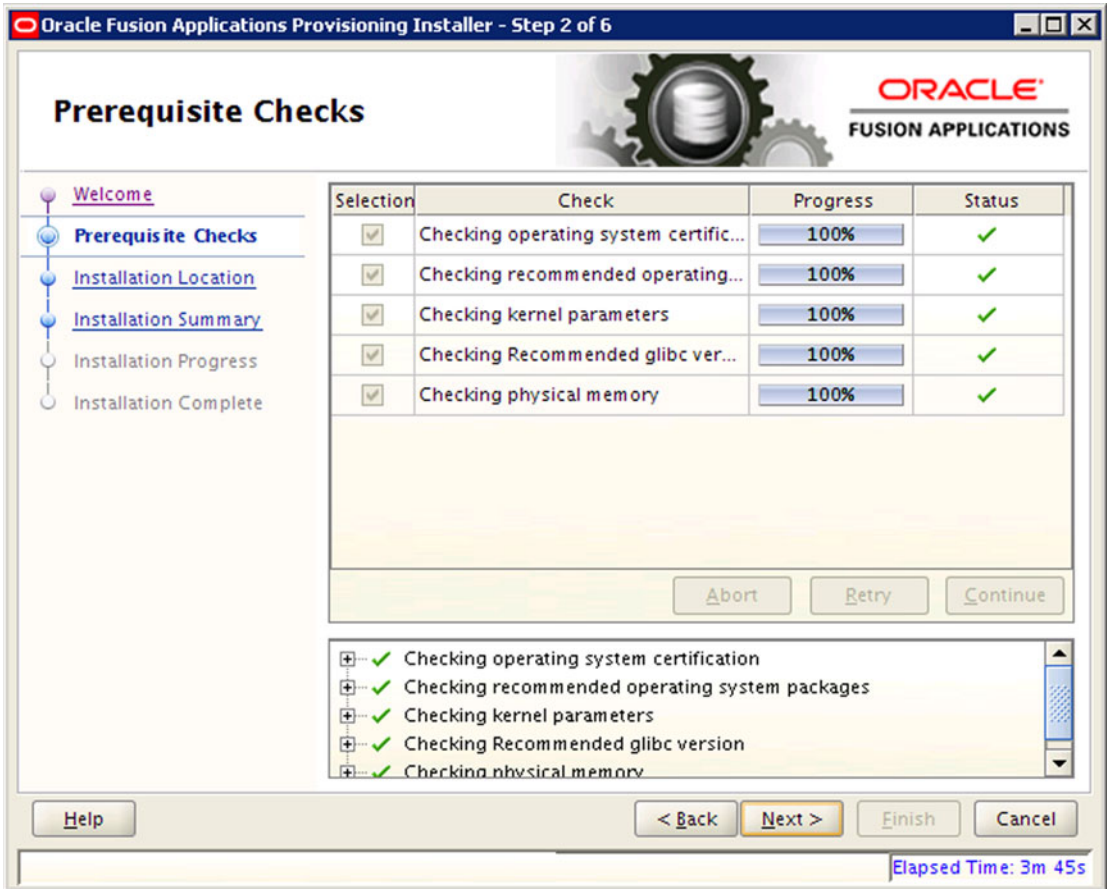 Oracle Fusion Applications Provisioning Installer - Step 2 of 6
Prerequisite Checks
ORACLE®
FUSION APPLICATIONS
Welcome
Prerequisite Checks
Installation Location
Installation Summary
Installation Progress
Installation Complete
Selection Check Progress Status
Checking operating system certific... 100%
Checking recommended operating... 100%
Checking kernel parameters 100%
Checking Recommended glibc ver... 100%
Checking physical memory 100%
Abort Retry Continue
Checking operating system certification
Checking recommended operating system packages
Checking kernel parameters
Checking Recommended glibc version
Checking physical memory
Help < Back Next > Finish Cancel
Elapsed Time: 3m 45s